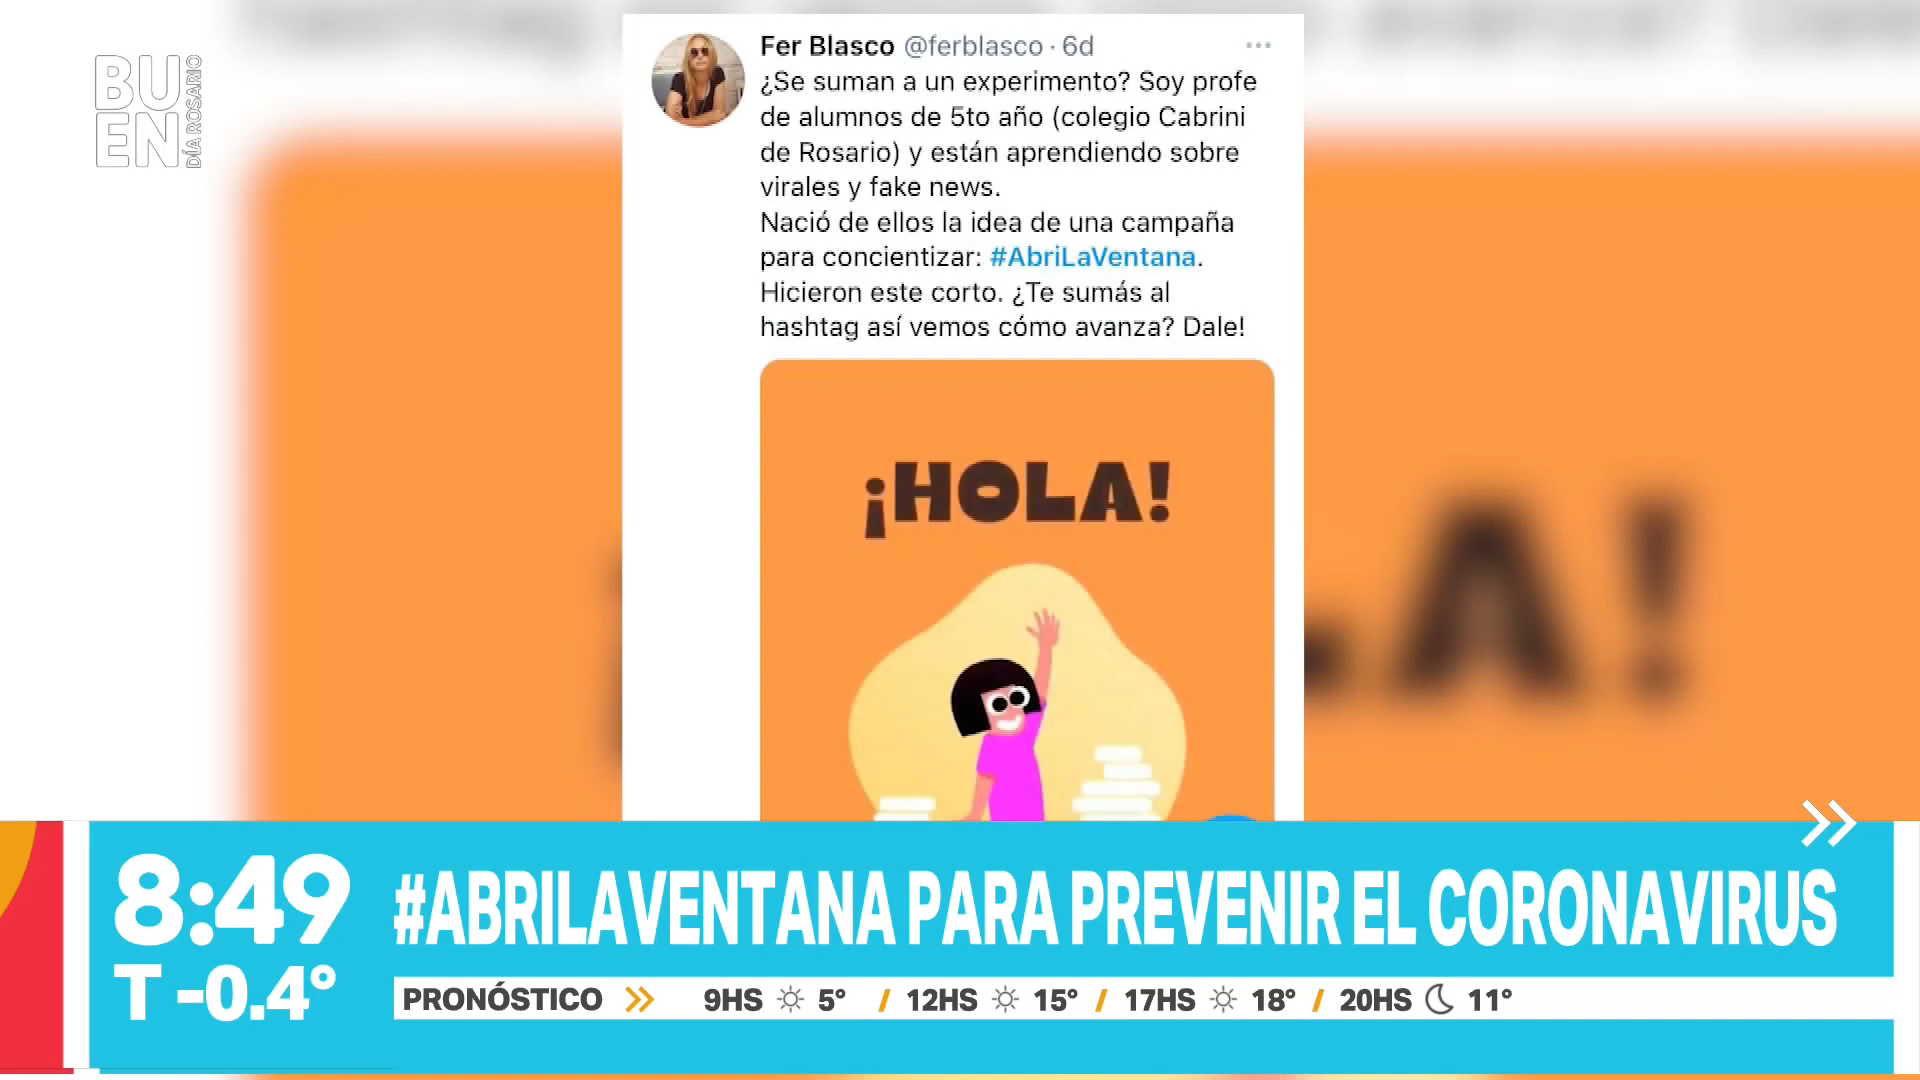 BU
EN
DÍA ROSARIO
Fer Blasco @ferblasco · 6d
¿Se suman a un experimento? Soy profe
de alumnos de 5to año (colegio Cabrini
de Rosario) y están aprendiendo sobre
virales y fake news.
Nació de ellos la idea de una campaña
para concientizar: #AbriLaVentana.
Hicieron este corto. ¿Te sumás al
hashtag así vemos cómo avanza? Dale!
¡HOLA!
LA!
8:49
T -0.4°
#ABRILAVENTANA PARA PREVENIR EL CORONAVIRUS
PRONÓSTICO 9HS 5° / 12HS 15° / 17HS 18° / 20HS 11°